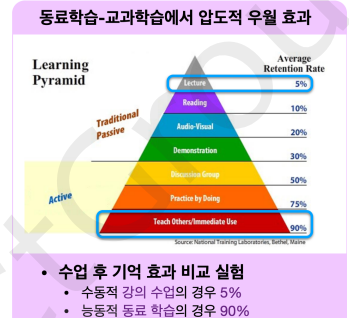 동료학습-교과학습에서 압도적 우월 효과
Learning
Pyramid
Average
Retention Rate
Lecture 5%
Reading 10%
Traditional
Passive
Audio-Visual 20%
Demonstration 30%
Discussion Group 50%
Active
Practice by Doing 75%
Teach Others/Immediate Use 90%
Source: National Training Laboratories, Bethel, Maine
• 수업 후 기억 효과 비교 실험
• 수동적 강의 수업의 경우 5%
• 능동적 동료 학습의 경우 90%